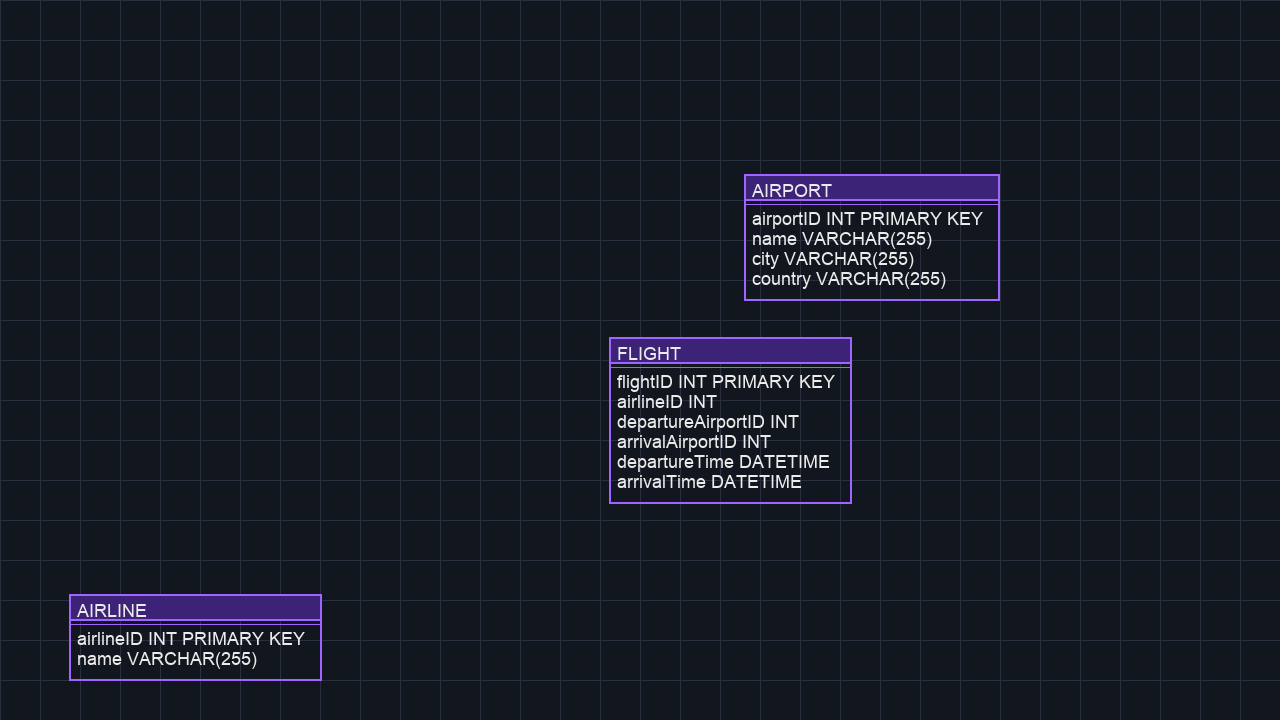 AIRPORT
airportID INT PRIMARY KEY
name VARCHAR(255)
city VARCHAR(255)
country VARCHAR(255)
FLIGHT
flightID INT PRIMARY KEY
airlineID INT
departureAirportID INT
arrivalAirportID INT
departureTime DATETIME
arrivalTime DATETIME
AIRLINE
airlineID INT PRIMARY KEY
name VARCHAR(255)